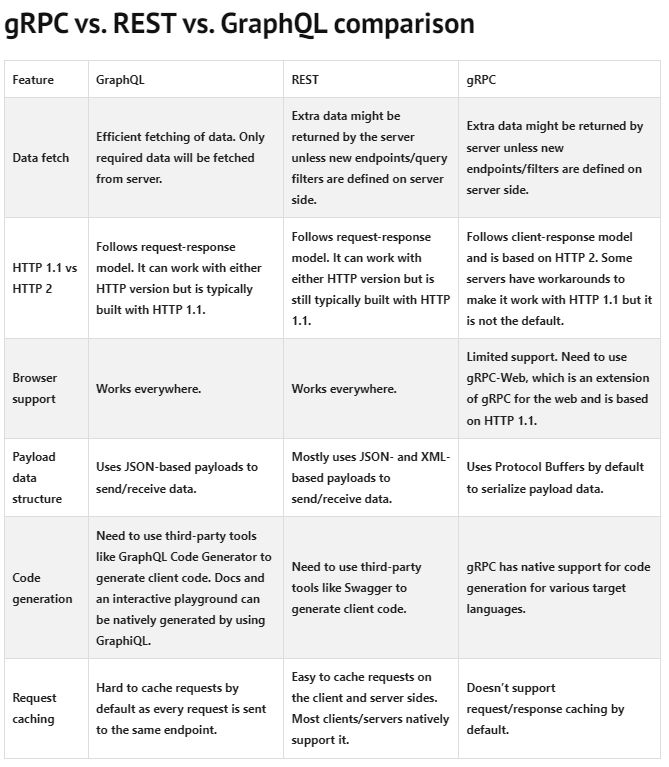 gRPC vs. REST vs. GraphQL comparison
Feature
GraphQL
REST
gRPC
Data fetch
Efficient fetching of data. Only
required data will be fetched
from server.
Extra data might be
returned by the server
unless new endpoints/query
filters are defined on server
side.
Extra data might be returned by
server unless new
endpoints/filters are defined on
server side.
HTTP 1.1 vs
HTTP 2
Follows request-response
model. It can work with either
HTTP version but is typically
built with HTTP 1.1.
Follows request-response
model. It can work with
either HTTP version but is
still typically built with HTTP
1.1.
Follows client-response model
and is based on HTTP 2. Some
servers have workarounds to
make it work with HTTP 1.1 but it
is not the default.
Browser
support
Works everywhere.
Works everywhere.
Limited support. Need to use
gRPC-Web, which is an extension
of gRPC for the web and is based
on HTTP 1.1.
Payload
data
structure
Uses JSON-based payloads to
send/receive data.
Mostly uses JSON- and XML-
based payloads to
send/receive data.
Uses Protocol Buffers by default
to serialize payload data.
Code
generation
Need to use third-party tools
like GraphQL Code Generator to
generate client code. Docs and
an interactive playground can
be natively generated by using
GraphiQL.
Need to use third-party
tools like Swagger to
generate client code.
gRPC has native support for code
generation for various target
languages.
Request
caching
Hard to cache requests by
default as every request is sent
to the same endpoint.
Easy to cache requests on
the client and server sides.
Most clients/servers natively
support it.
Doesn't support
request/response caching by
default.